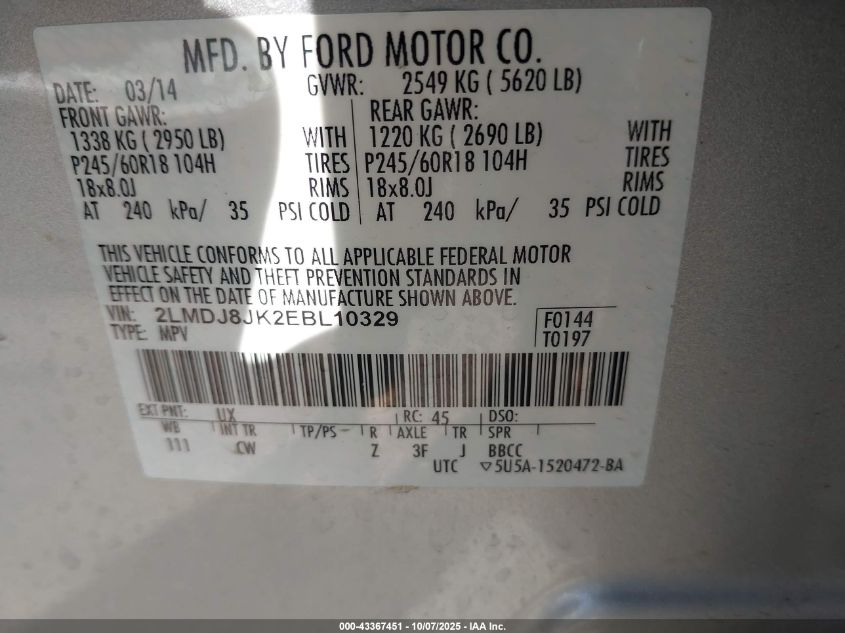 MFD. BY FORD MOTOR CO.
DATE: 03/14 GVWR: 2549 KG ( 5620 LB)
FRONT GAWR: REAR GAWR:
1338 KG ( 2950 LB) WITH 1220 KG ( 2690 LB) WITH
P245/60R18 104H TIRES P245/60R18 104H TIRES
18x8.0J RIMS 18x8.0J RIMS
AT 240 kPa/ 35 PSI COLD AT 240 kPa/ 35 PSI COLD
THIS VEHICLE CONFORMS TO ALL APPLICABLE FEDERAL MOTOR
VEHICLE SAFETY AND THEFT PREVENTION STANDARDS IN
EFFECT ON THE DATE OF MANUFACTURE SHOWN ABOVE.
VIN: 2LMDJ8JK2EBL10329 F0144
TYPE: MPV T0197
EXT PNT: UX RC: 45 DSO:
WB INT TR TP/PS R AXLE TR SPR
111 CW Z 3F J BBCC
UTC ▽5U5A-1520472-BA
000-43367451 - 10/07/2025 - IAA Inc.